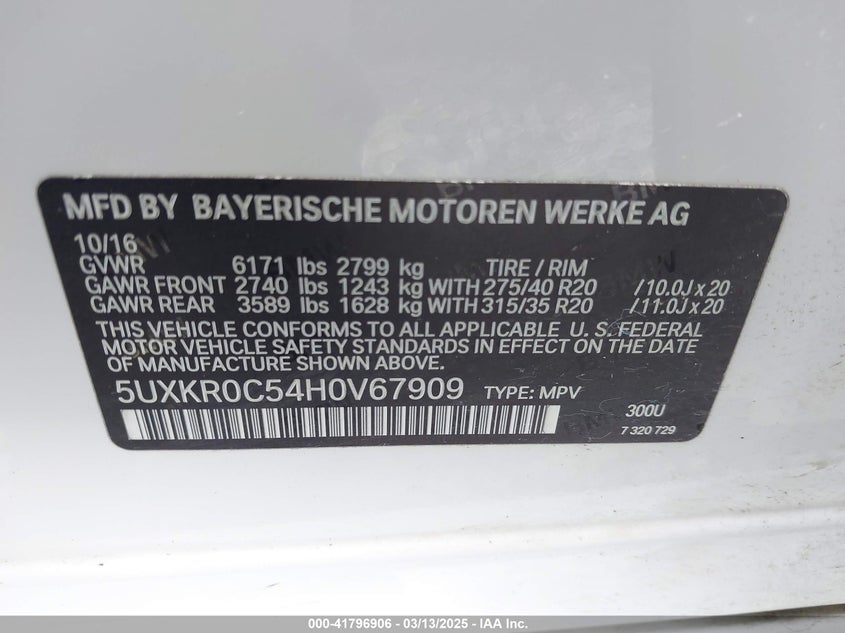 MFD BY BAYERISCHE MOTOREN WERKE AG
10/16
GVWR 6171 lbs 2799 kg TIRE / RIM
GAWR FRONT 2740 lbs 1243 kg WITH 275/40 R20 /10.0J x 20
GAWR REAR 3589 lbs 1628 kg WITH 315/35 R20 /11.0J x 20
THIS VEHICLE CONFORMS TO ALL APPLICABLE U.S. FEDERAL
MOTOR VEHICLE SAFETY STANDARDS IN EFFECT ON THE DATE
OF MANUFACTURE SHOWN ABOVE.
5UXKR0C54H0V67909 TYPE: MPV
300U
7 320 729
000-41796906 - 03/13/2025 - IAA Inc.